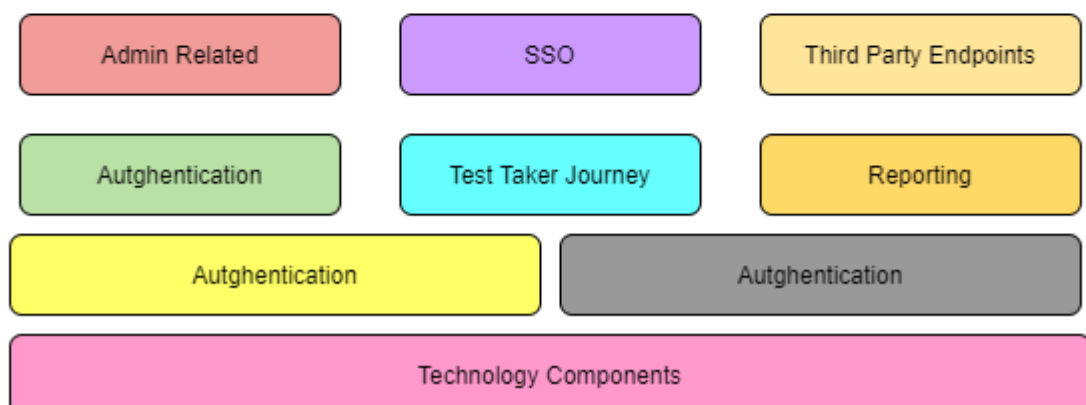 Admin Related
SSO
Third Party Endpoints
Autghentication
Test Taker Journey
Reporting
Autghentication
Autghentication
Technology Components